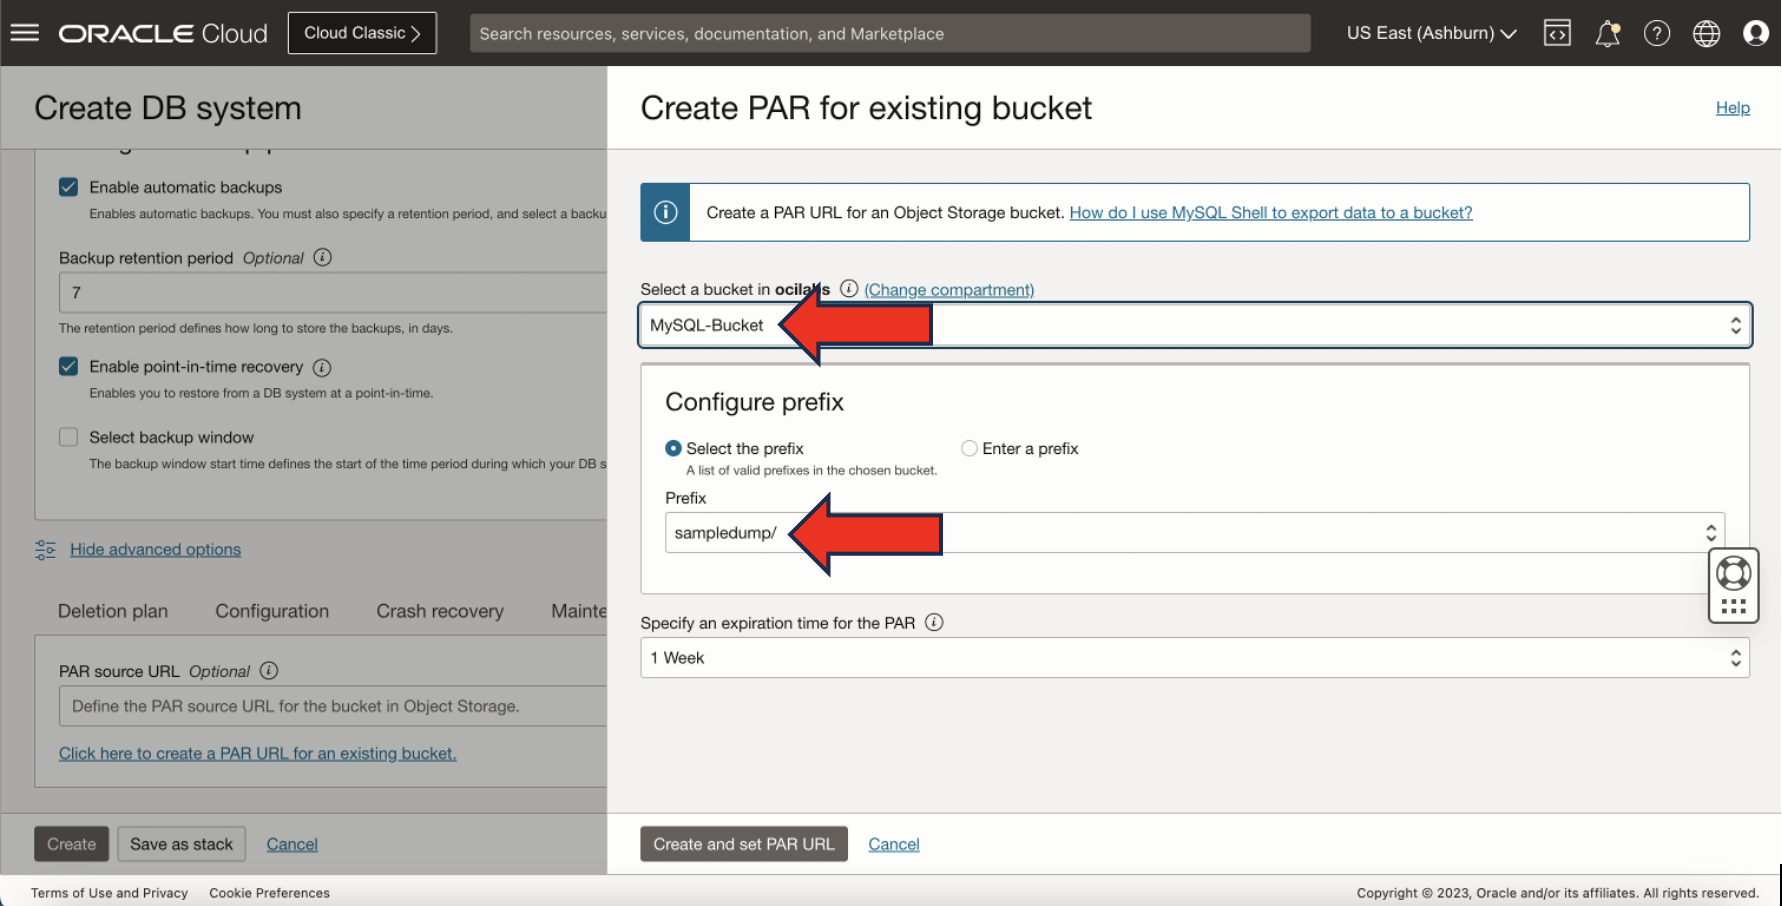 ORACLE Cloud
Cloud Classic
Search resources, services, documentation, and Marketplace
US East (Ashburn)
Create DB system
Enable automatic backups
Enables automatic backups. You must also specify a retention period, and select a backu
Backup retention period Optional
7
The retention period defines how long to store the backups, in days.
Enable point-in-time recovery
Enables you to restore from a DB system at a point-in-time.
Select backup window
The backup window start time defines the start of the time period during which your DB s
Hide advanced options
Deletion plan Configuration Crash recovery Mainte
PAR source URL Optional
Define the PAR source URL for the bucket in Object Storage.
Click here to create a PAR URL for an existing bucket.
Create Save as stack Cancel
Create PAR for existing bucket
Help
Create a PAR URL for an Object Storage bucket. How do I use MySQL Shell to export data to a bucket?
Select a bucket in ocilabs (Change compartment)
MySQL-Bucket
Configure prefix
Select the prefix
A list of valid prefixes in the chosen bucket.
Enter a prefix
Prefix
sampledump/
Specify an expiration time for the PAR
1 Week
Create and set PAR URL Cancel
Terms of Use and Privacy Cookie Preferences
Copyright © 2023, Oracle and/or its affiliates. All rights reserved.